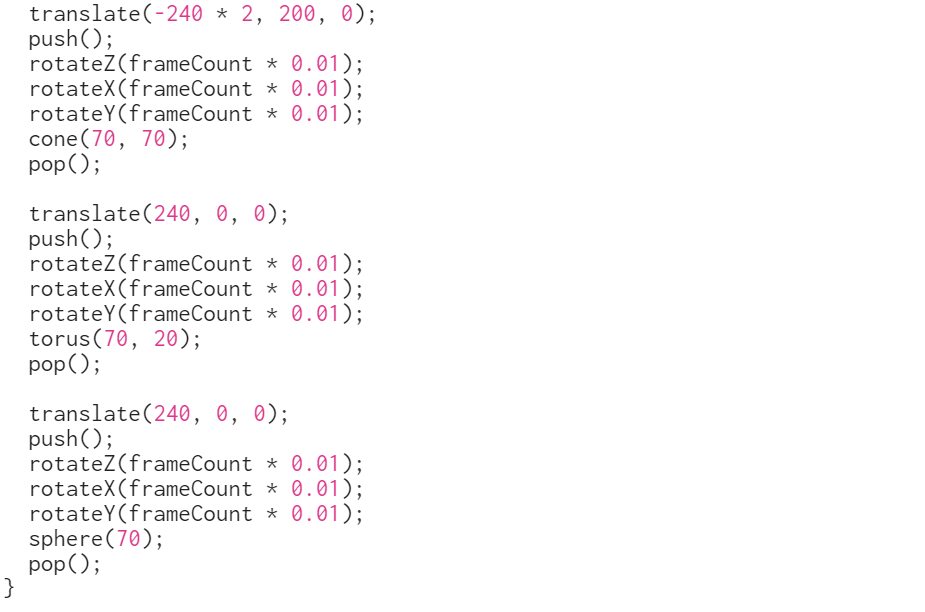 translate(-240 * 2, 200, 0);
push();
rotateZ(frameCount * 0.01);
rotateX(frameCount * 0.01);
rotateY(frameCount * 0.01);
cone(70, 70);
pop();

translate(240, 0, 0);
push();
rotateZ(frameCount * 0.01);
rotateX(frameCount * 0.01);
rotateY(frameCount * 0.01);
torus(70, 20);
pop();

translate(240, 0, 0);
push();
rotateZ(frameCount * 0.01);
rotateX(frameCount * 0.01);
rotateY(frameCount * 0.01);
sphere(70);
pop();
}